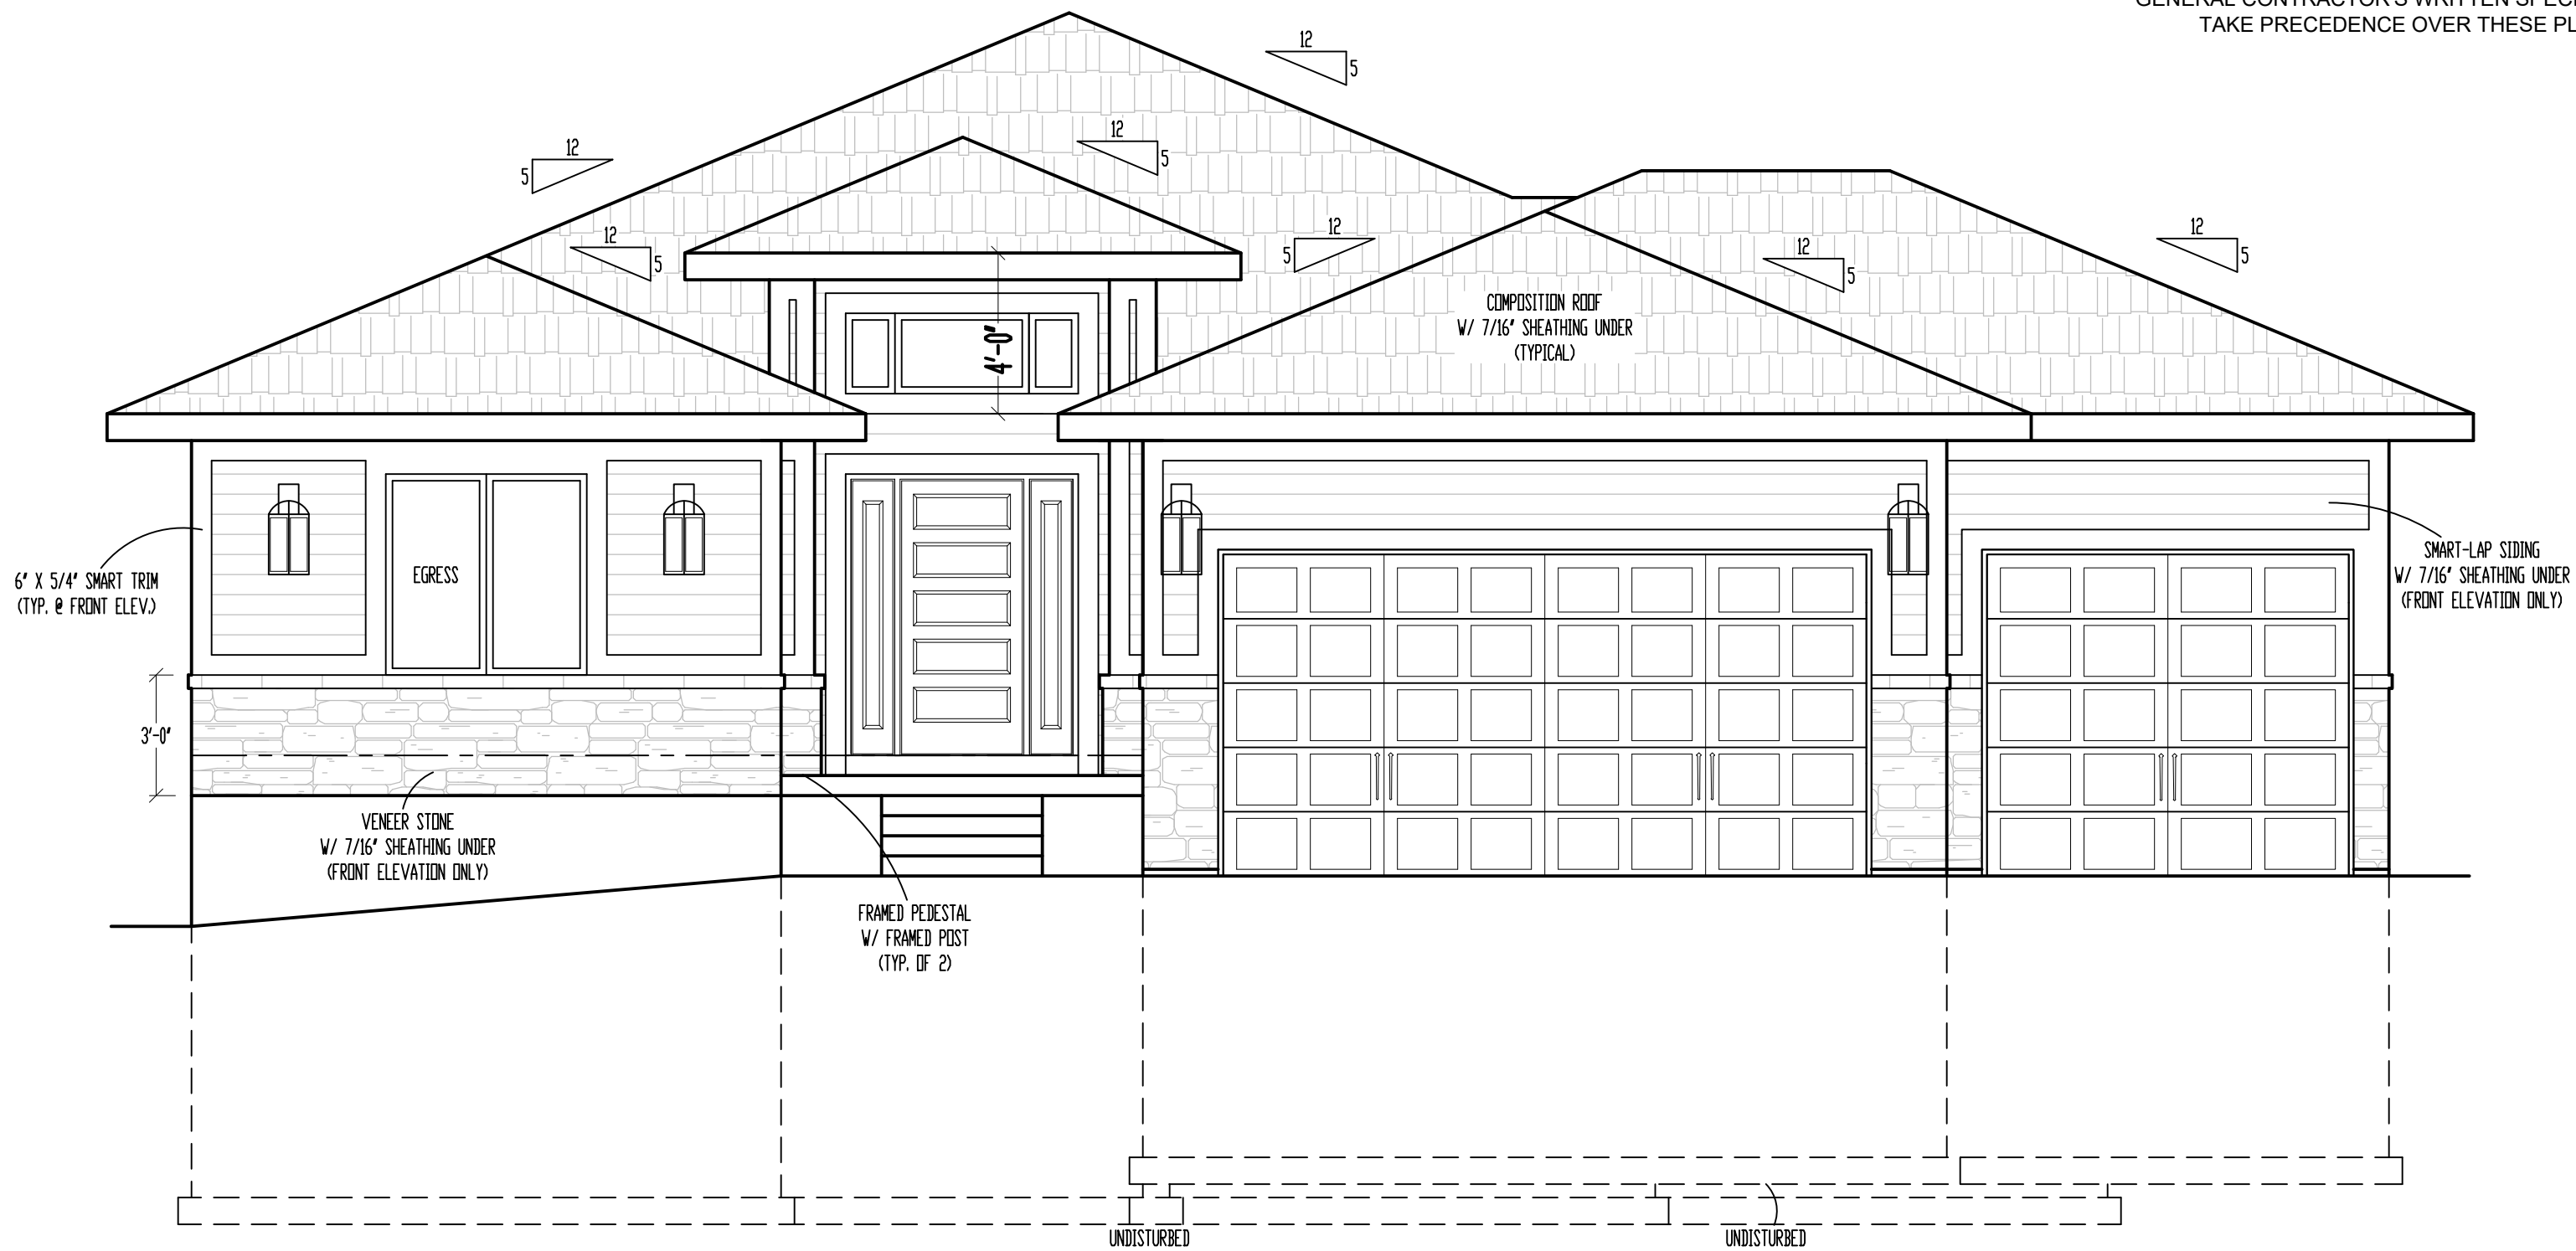 GENERAL CONTRACTOR'S WRITTEN
TAKE PRECEDENCE OVER THESE
12
5
12
5
12
5
12
5
12
5
12
5
12
5
4'-0"
COMPOSITION ROOF
W/ 7/16" SHEATHING UNDER
(TYPICAL)
EGRESS
6" X 5/4" SMART TRIM
(TYP. @ FRONT ELEV.)
SMART-LAP SIDING
W/ 7/16" SHEATHING UNDER
(FRONT ELEVATION ONLY)
3'-0"
VENEER STONE
W/ 7/16" SHEATHING UNDER
(FRONT ELEVATION ONLY)
FRAMED PEDESTAL
W/ FRAMED POST
(TYP. OF 2)
UNDISTURBED
UNDISTURBED